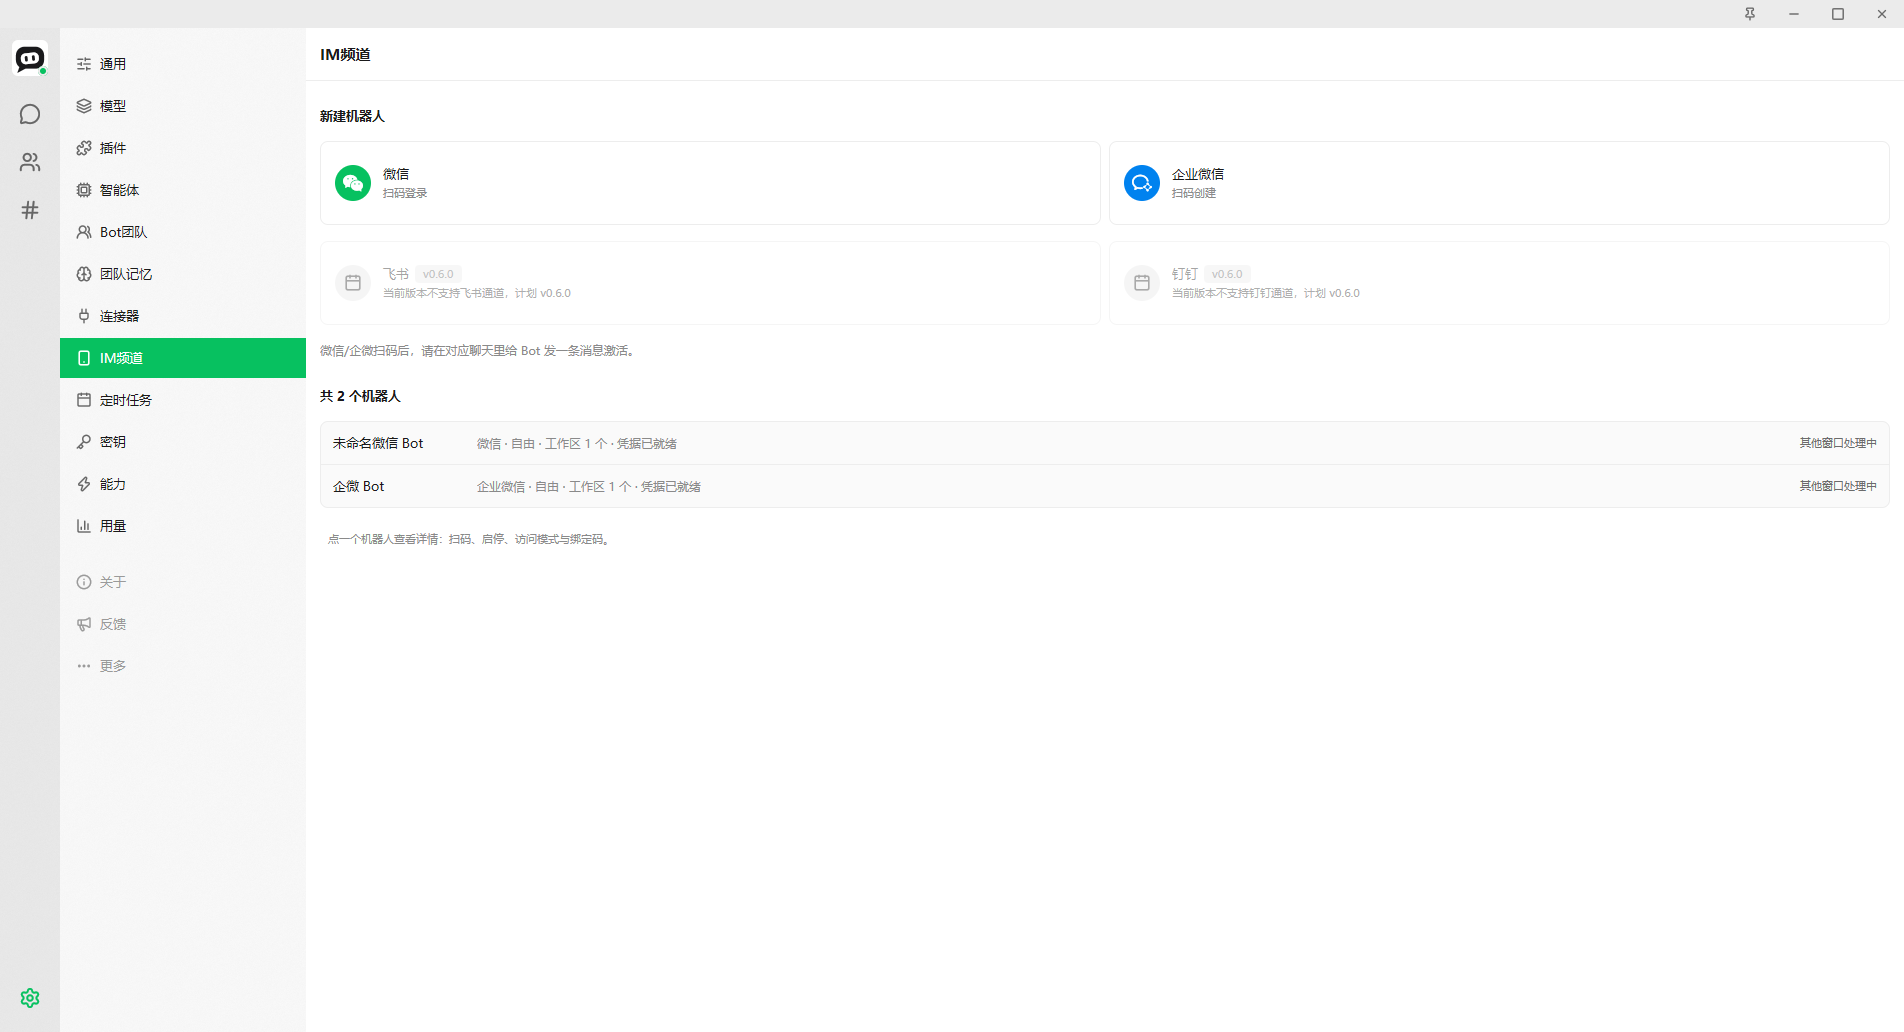 IM频道
通用
模型
插件
智能体
Bot团队
团队记忆
连接器
IM频道
定时任务
密钥
能力
用量
关于
反馈
更多
新建机器人
微信
扫码登录
企业微信
扫码创建
飞书 v0.6.0
当前版本不支持飞书通道，计划 v0.6.0
钉钉 v0.6.0
当前版本不支持钉钉通道，计划 v0.6.0
微信/企微扫码后，请在对应聊天里给 Bot 发一条消息激活。
共 2 个机器人
未命名微信 Bot 微信 · 自由 · 工作区 1 个 · 凭据已就绪 其他窗口处理中
企微 Bot 企业微信 · 自由 · 工作区 1 个 · 凭据已就绪 其他窗口处理中
点一个机器人查看详情：扫码、启停、访问模式与绑定码。